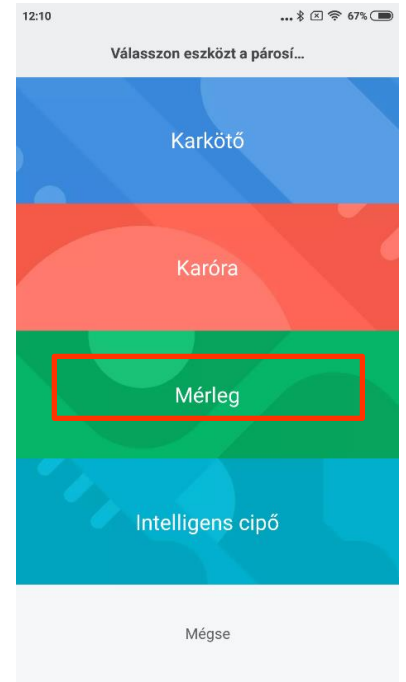 12:10
67%
Válasszon eszközt a párosí...
Karkötő
Karóra
Mérleg
Intelligens cipő
Mégse